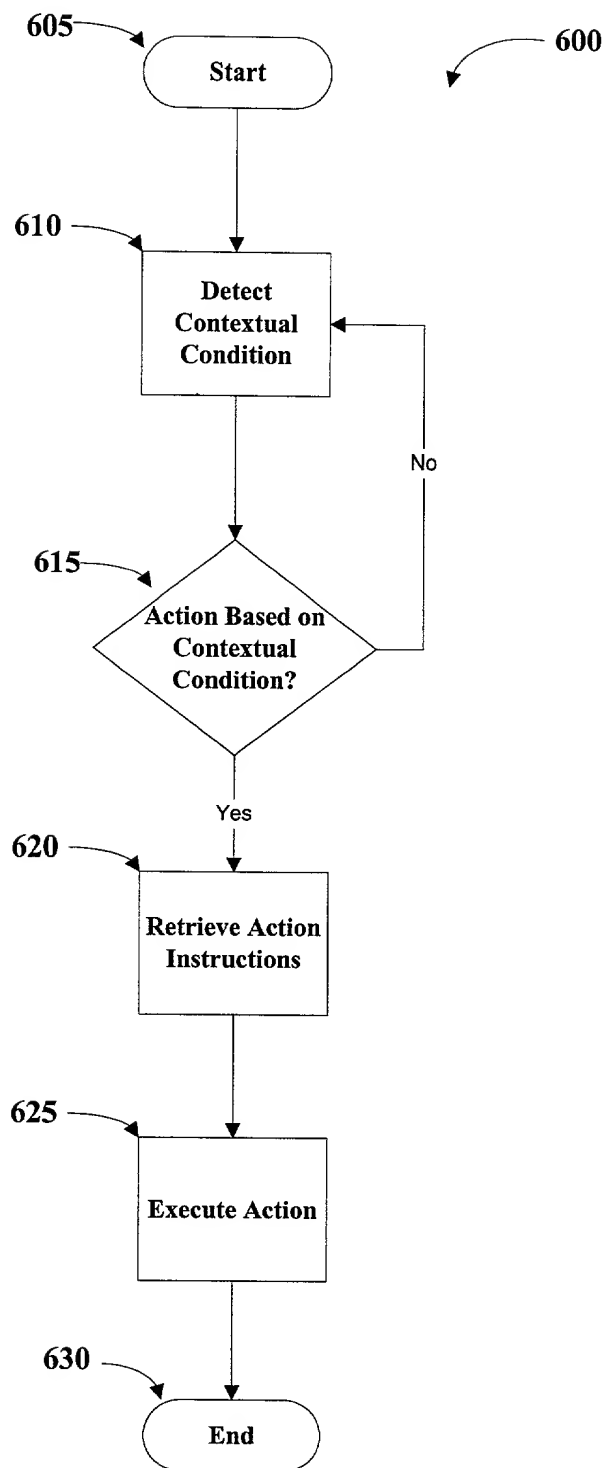 605
Start
600
610
Detect
Contextual
Condition
No
615
Action Based on
Contextual
Condition?
Yes
620
Retrieve Action
Instructions
625
Execute Action
630
End